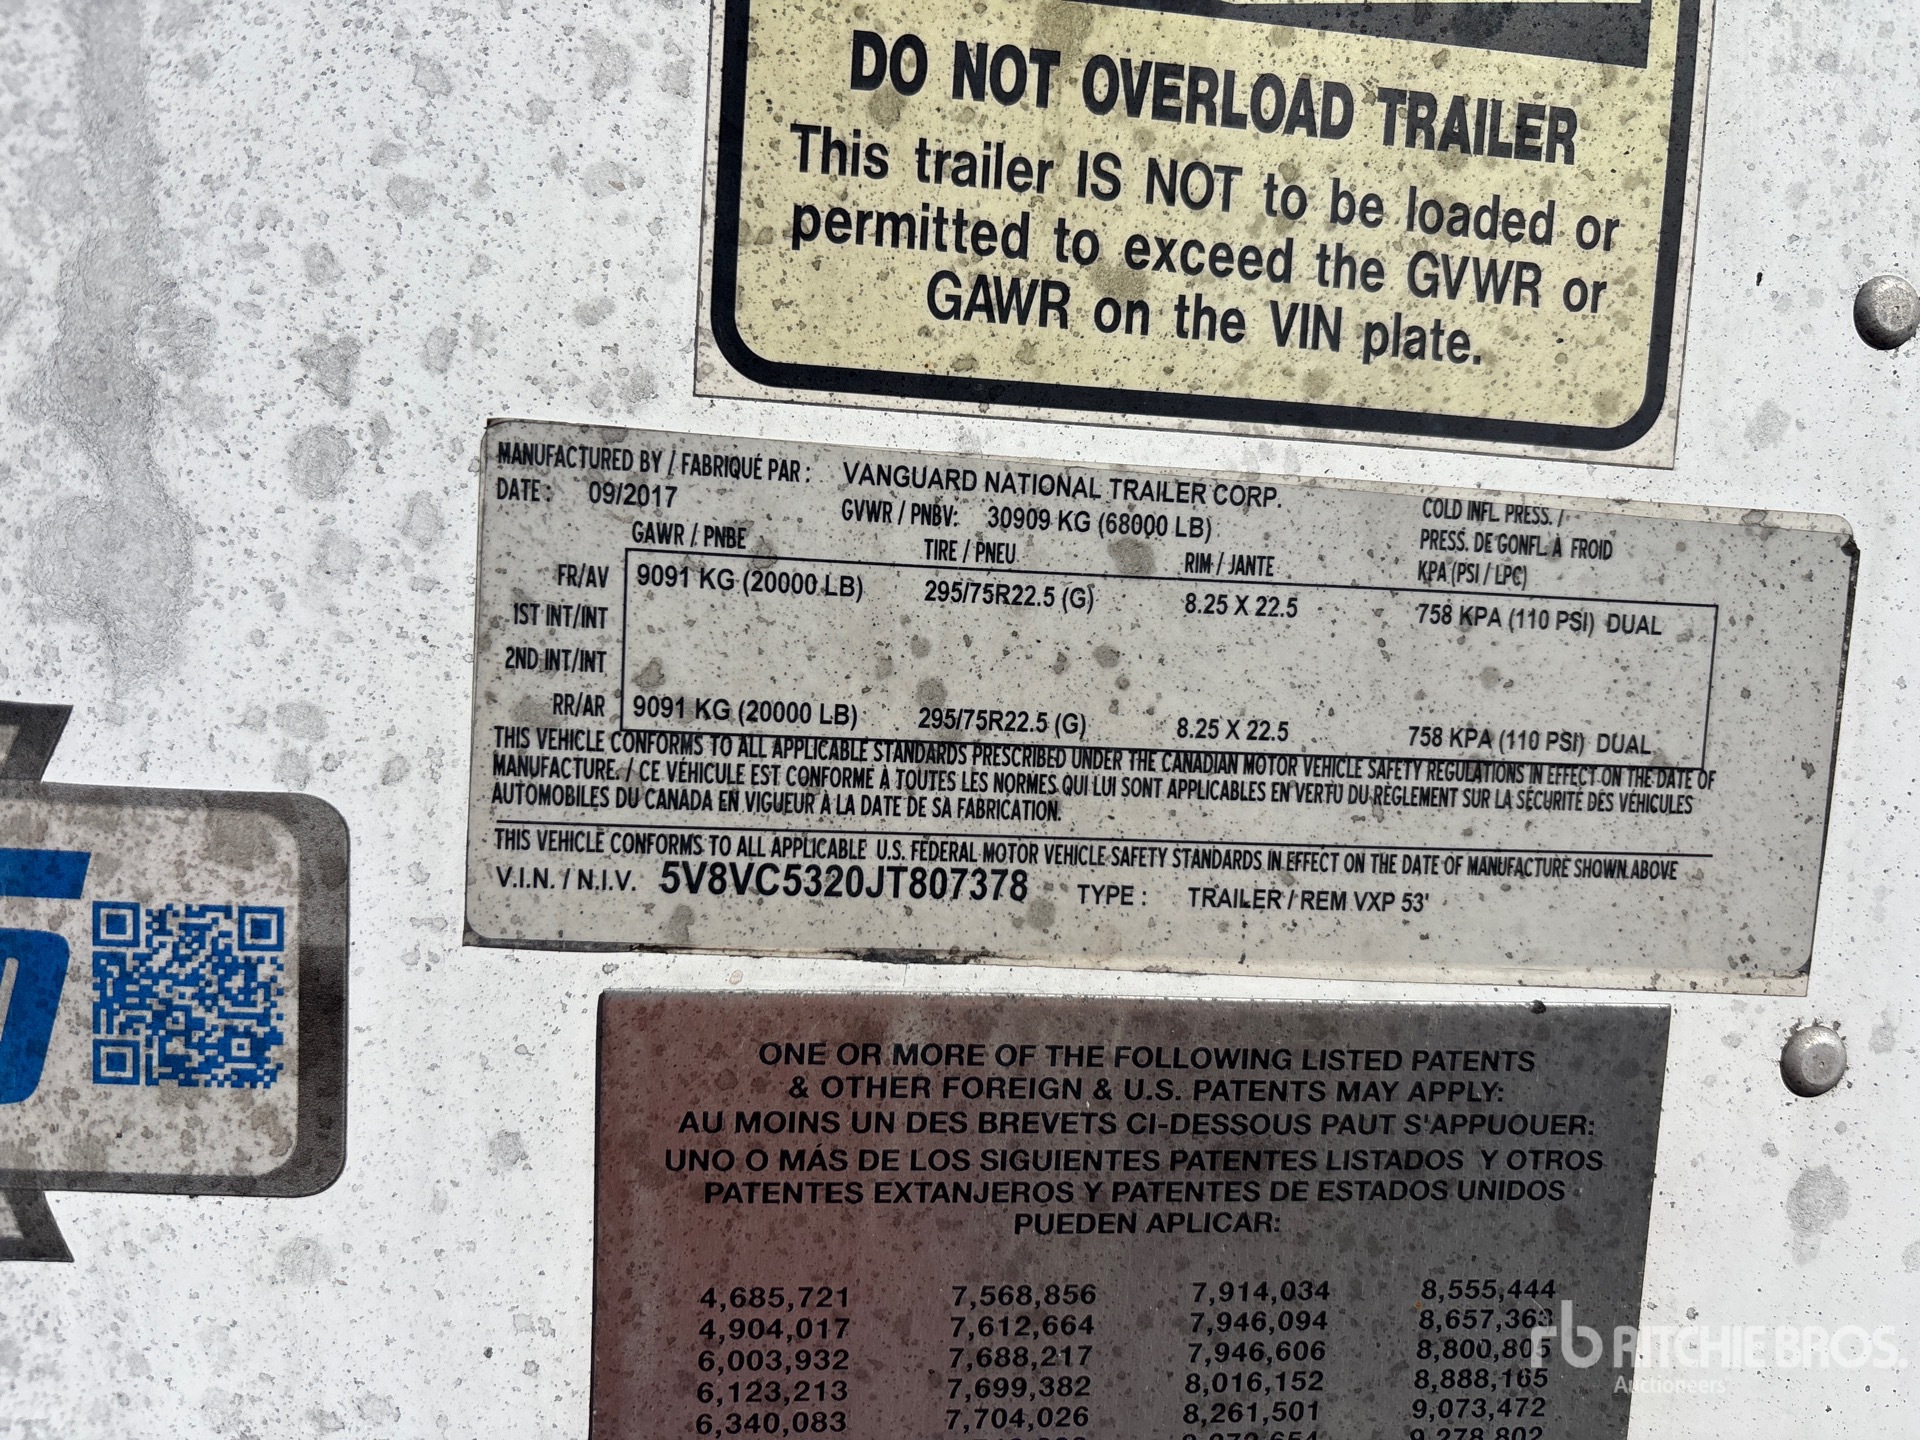 DO NOT OVERLOAD TRAILER
This trailer IS NOT to be loaded or
permitted to exceed the GVWR or
GAWR on the VIN plate.
MANUFACTURED BY / FABRIQUÉ PAR : VANGUARD NATIONAL TRAILER CORP.
DATE : 09/2017 GVWR / PNBV: 30909 KG (68000 LB)
COLD INFL. PRESS. /
PRESS. DE GONFL. À FROID
KPA (PSI / LPC)
GAWR / PNBE TIRE / PNEU RIM / JANTE
FR/AV 9091 KG (20000 LB) 295/75R22.5 (G) 8.25 X 22.5 758 KPA (110 PSI) DUAL
1ST INT/INT
2ND INT/INT
RR/AR 9091 KG (20000 LB) 295/75R22.5 (G) 8.25 X 22.5 758 KPA (110 PSI) DUAL
THIS VEHICLE CONFORMS TO ALL APPLICABLE STANDARDS PRESCRIBED UNDER THE CANADIAN MOTOR VEHICLE SAFETY REGULATIONS IN EFFECT ON THE DATE OF
MANUFACTURE. / CE VÉHICULE EST CONFORME À TOUTES LES NORMES QUI LUI SONT APPLICABLES EN VERTU DU RÈGLEMENT SUR LA SÉCURITÉ DES VÉHICULES
AUTOMOBILES DU CANADA EN VIGUEUR À LA DATE DE SA FABRICATION.
THIS VEHICLE CONFORMS TO ALL APPLICABLE U.S. FEDERAL MOTOR VEHICLE SAFETY STANDARDS IN EFFECT ON THE DATE OF MANUFACTURE SHOWN ABOVE
V.I.N. / N.I.V. 5V8VC5320JT807378 TYPE : TRAILER / REM VXP 53'
ONE OR MORE OF THE FOLLOWING LISTED PATENTS
& OTHER FOREIGN & U.S. PATENTS MAY APPLY:
AU MOINS UN DES BREVETS CI-DESSOUS PAUT S'APPUOUER:
UNO O MÁS DE LOS SIGUIENTES PATENTES LISTADOS Y OTROS
PATENTES EXTANJEROS Y PATENTES DE ESTADOS UNIDOS
PUEDEN APLICAR:
4,685,721 7,568,856 7,914,034 8,555,444
4,904,017 7,612,664 7,946,094 8,657,363
6,003,932 7,688,217 7,946,606 8,800,805
6,123,213 7,699,382 8,016,152 8,888,165
6,340,083 7,704,026 8,261,501 9,073,472
9,278,802
rb RITCHIE BROS.
Auctioneers